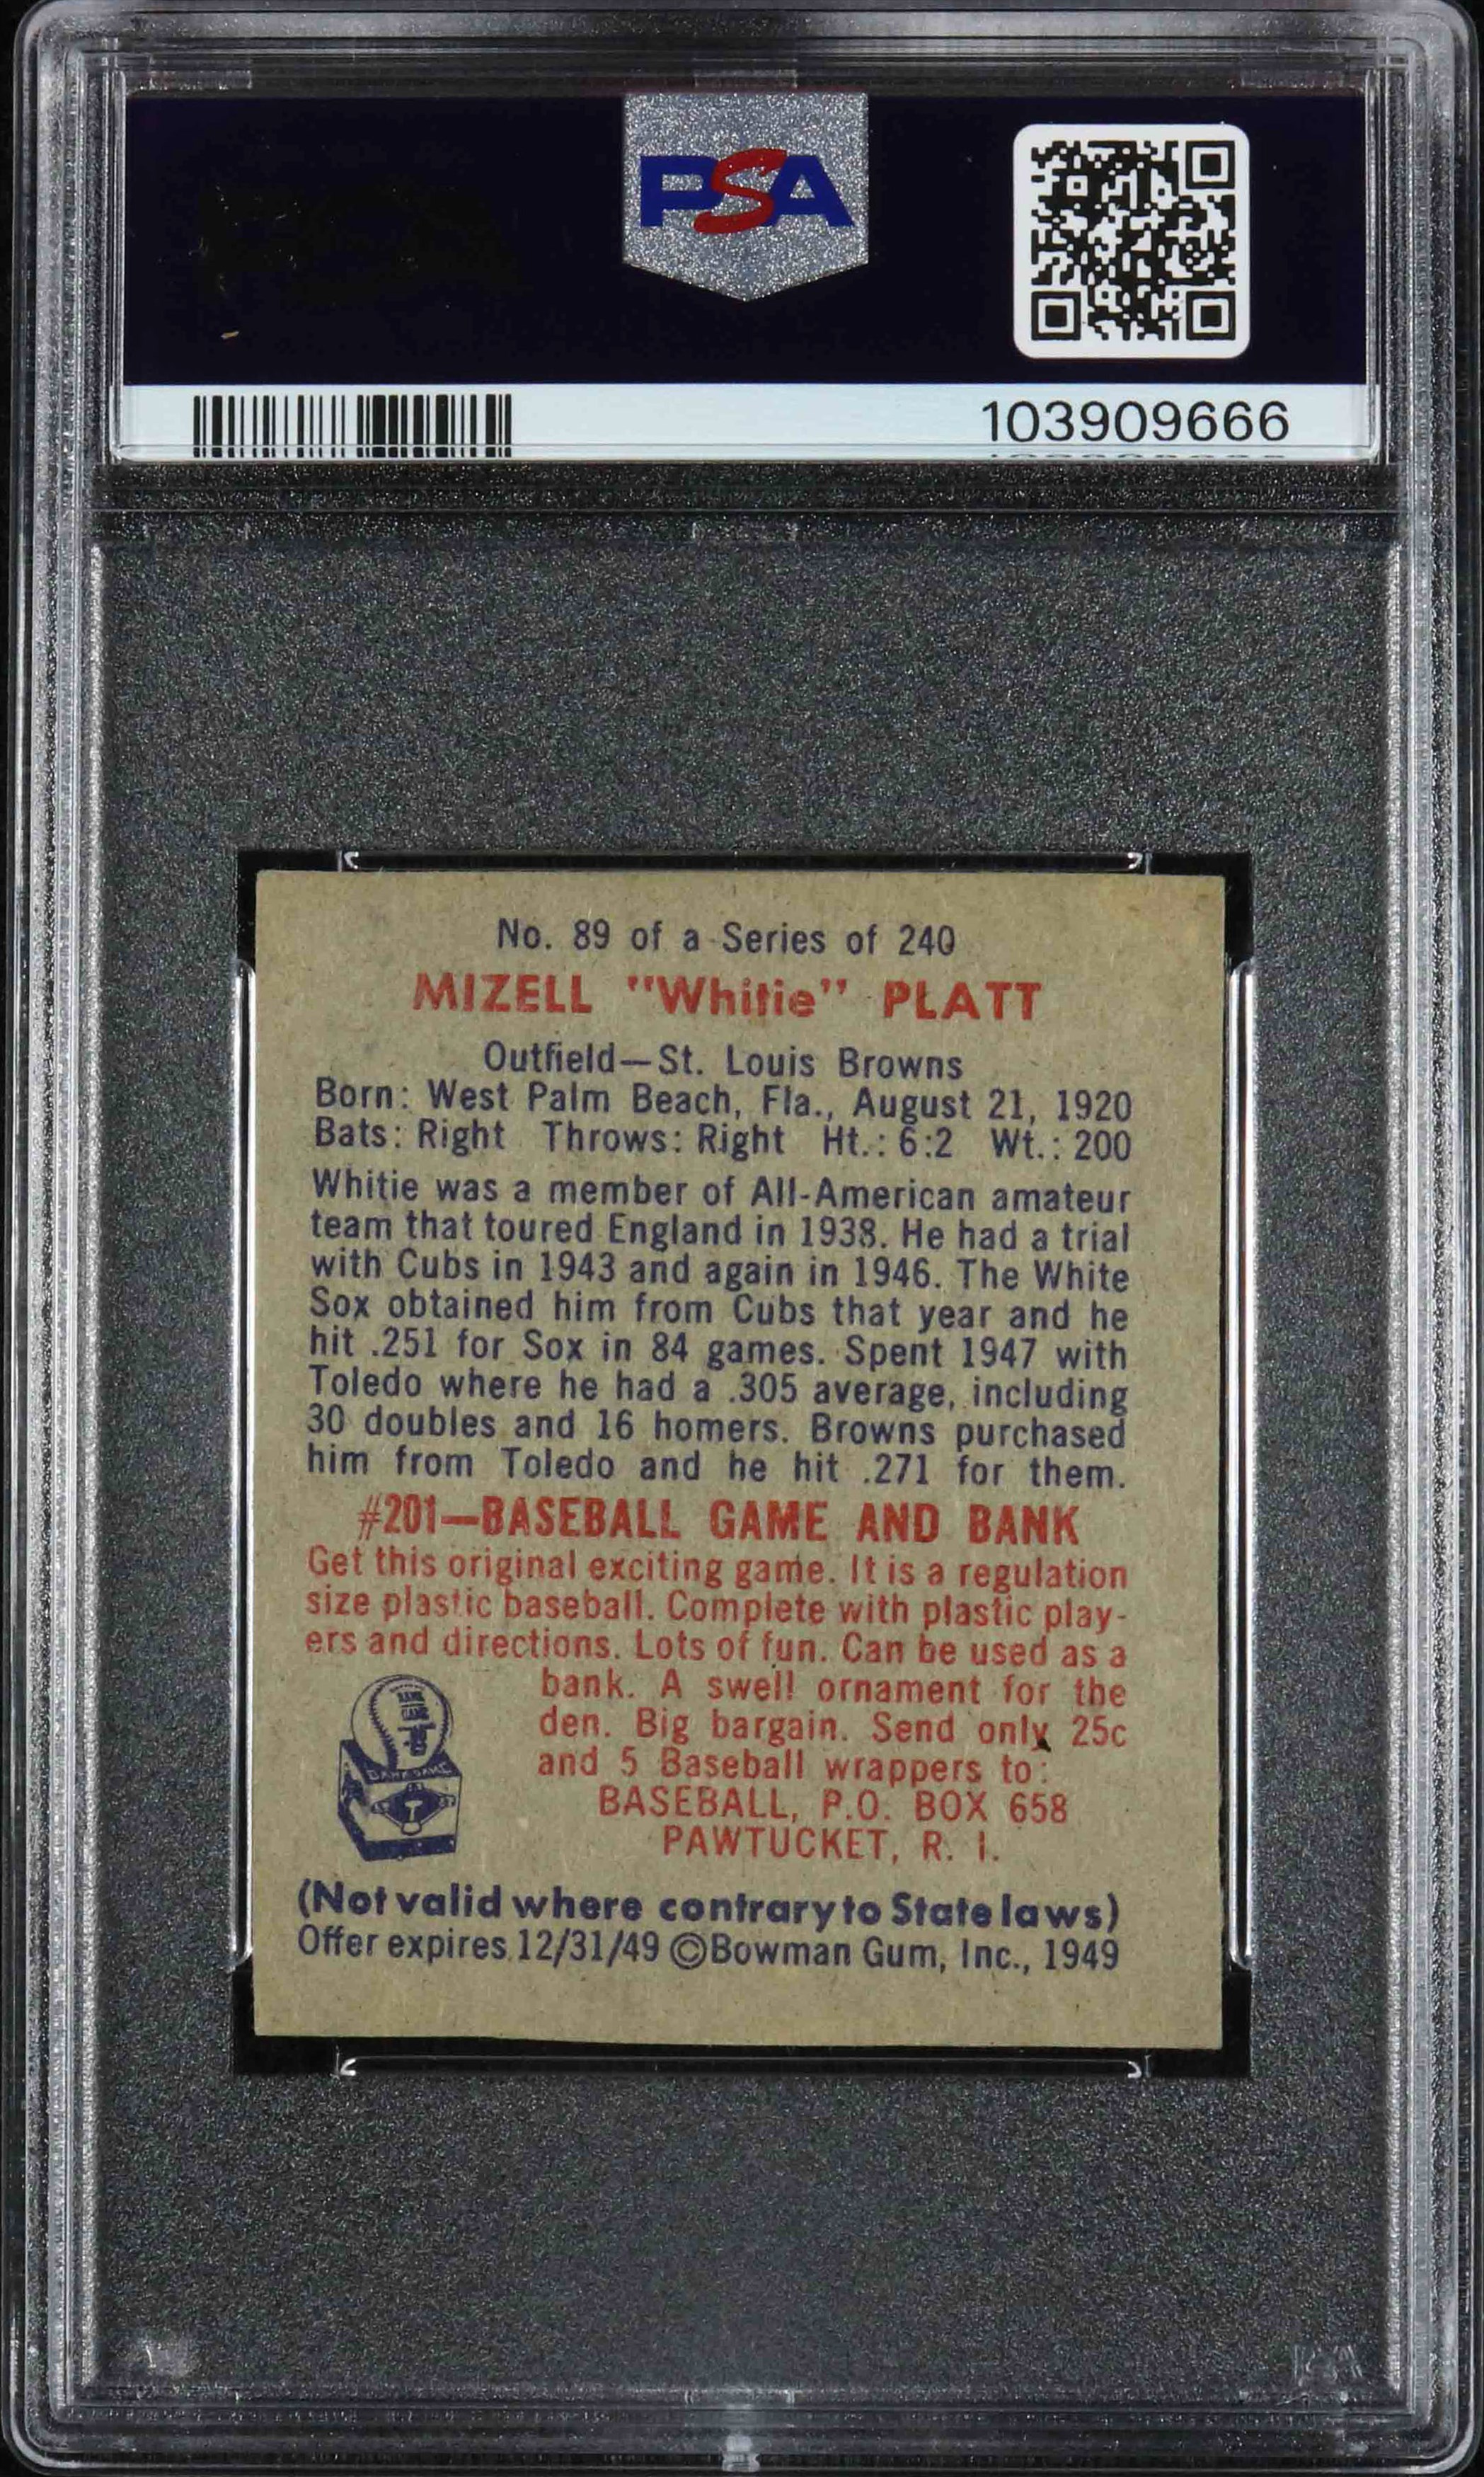 PSA
103909666
No. 89 of a Series of 240
MIZELL "Whitie" PLATT
Outfield—St. Louis Browns
Born: West Palm Beach, Fla., August 21, 1920
Bats: Right Throws: Right Ht.: 6:2 Wt.: 200
Whitie was a member of All-American amateur
team that toured England in 1938. He had a trial
with Cubs in 1943 and again in 1946. The White
Sox obtained him from Cubs that year and he
hit .251 for Sox in 84 games. Spent 1947 with
Toledo where he had a .305 average, including
30 doubles and 16 homers. Browns purchased
him from Toledo and he hit .271 for them.
#201—BASEBALL GAME AND BANK
Get this original exciting game. It is a regulation
size plastic baseball. Complete with plastic play-
ers and directions. Lots of fun. Can be used as a
bank. A swell ornament for the
den. Big bargain. Send only 25c
and 5 Baseball wrappers to:
BASEBALL, P.O. BOX 658
PAWTUCKET, R. I.
(Not valid where contrary to State laws)
Offer expires 12/31/49 ©Bowman Gum, Inc., 1949